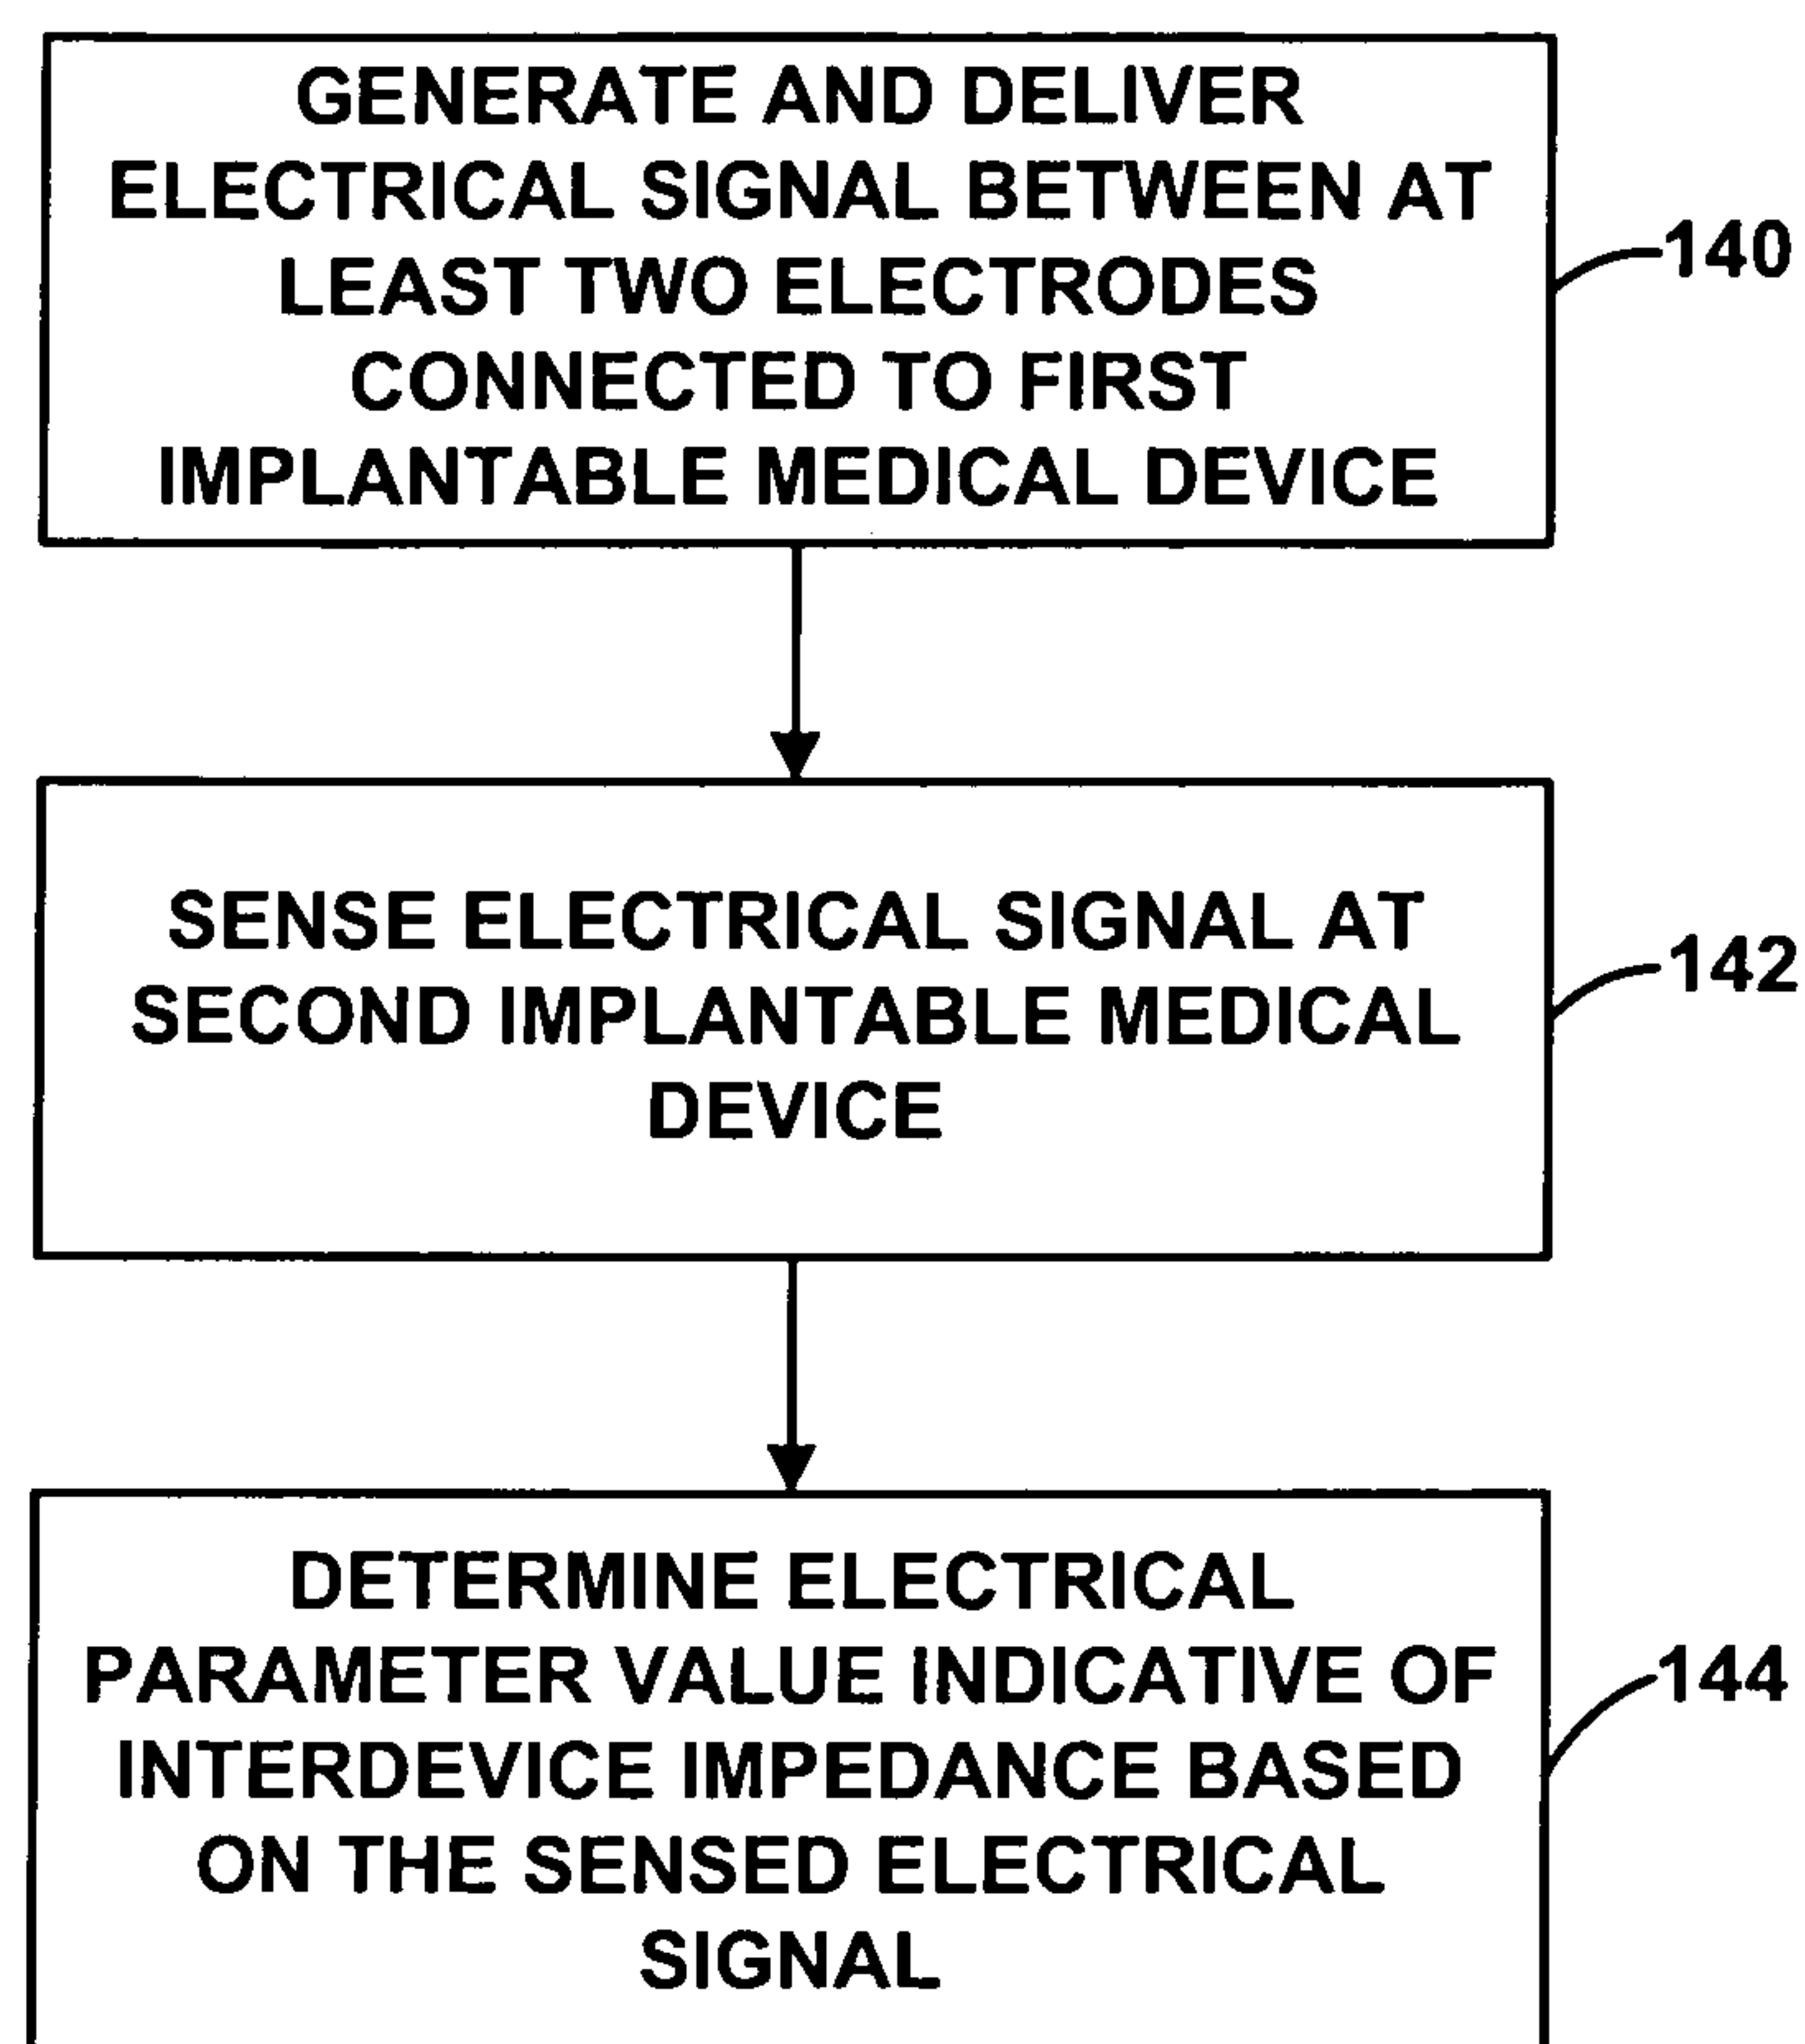 GENERATE AND DELIVER
ELECTRICAL SIGNAL BETWEEN AT
LEAST TWO ELECTRODES
CONNECTED TO FIRST
IMPLANTABLE MEDICAL DEVICE
140
SENSE ELECTRICAL SIGNAL AT
SECOND IMPLANTABLE MEDICAL
DEVICE
142
DETERMINE ELECTRICAL
PARAMETER VALUE INDICATIVE OF
INTERDEVICE IMPEDANCE BASED
ON THE SENSED ELECTRICAL
SIGNAL
144